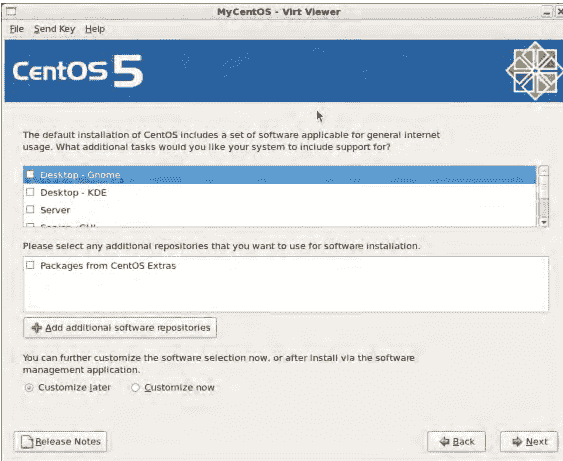 MyCentOS - Virt Viewer
File Send Key Help
CentOS 5
The default installation of CentOS includes a set of software applicable for general internet
usage. What additional tasks would you like your system to include support for?
Desktop - Gnome
Desktop - KDE
Server
Please select any additional repositories that you want to use for software installation.
Packages from CentOS Extras
Add additional software repositories
You can further customize the software selection now, or after install via the software
management application.
Customize later Customize now
Release Notes Back Next